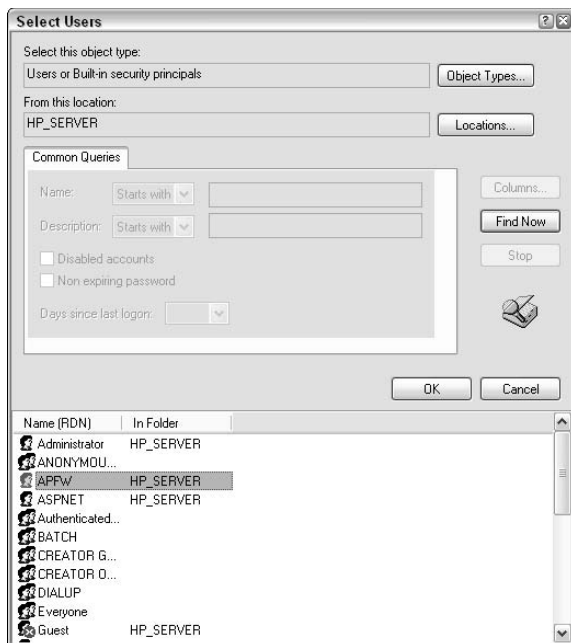 Select Users
Select this object type:
Users or Built-in security principals
Object Types...
From this location:
HP_SERVER
Locations...
Common Queries
Name:
Starts with
Columns...
Description:
Starts with
Find Now
Disabled accounts
Stop
Non expiring password
Days since last logon:
OK
Cancel
Name (RDN) In Folder
Administrator HP_SERVER
ANONYMOU...
APFW HP_SERVER
ASPNET HP_SERVER
Authenticated...
BATCH
CREATOR G...
CREATOR O...
DIALUP
Everyone
Guest HP_SERVER